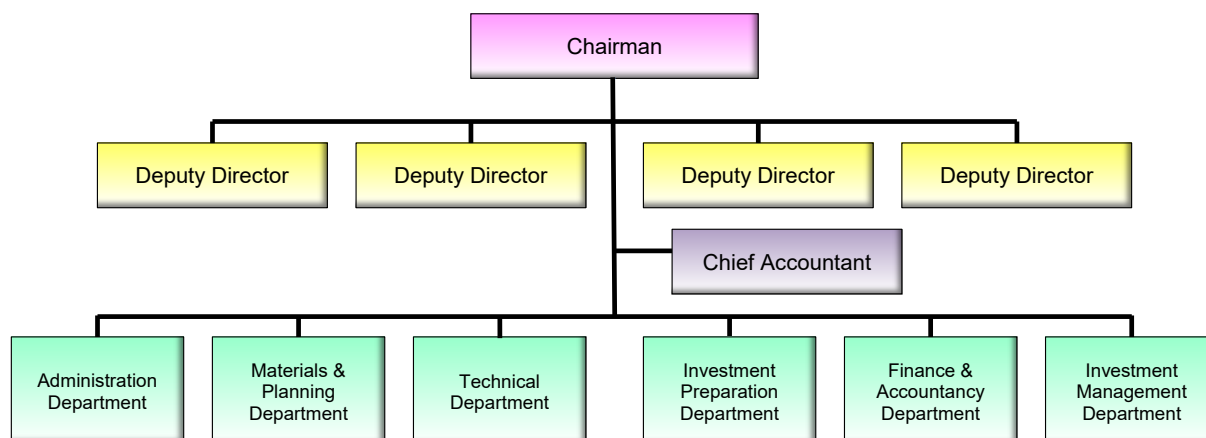 Chairman
Deputy Director
Deputy Director
Deputy Director
Deputy Director
Chief Accountant
Administration
Department
Materials &
Planning
Department
Technical
Department
Investment
Preparation
Department
Finance &
Accountancy
Department
Investment
Management
Department